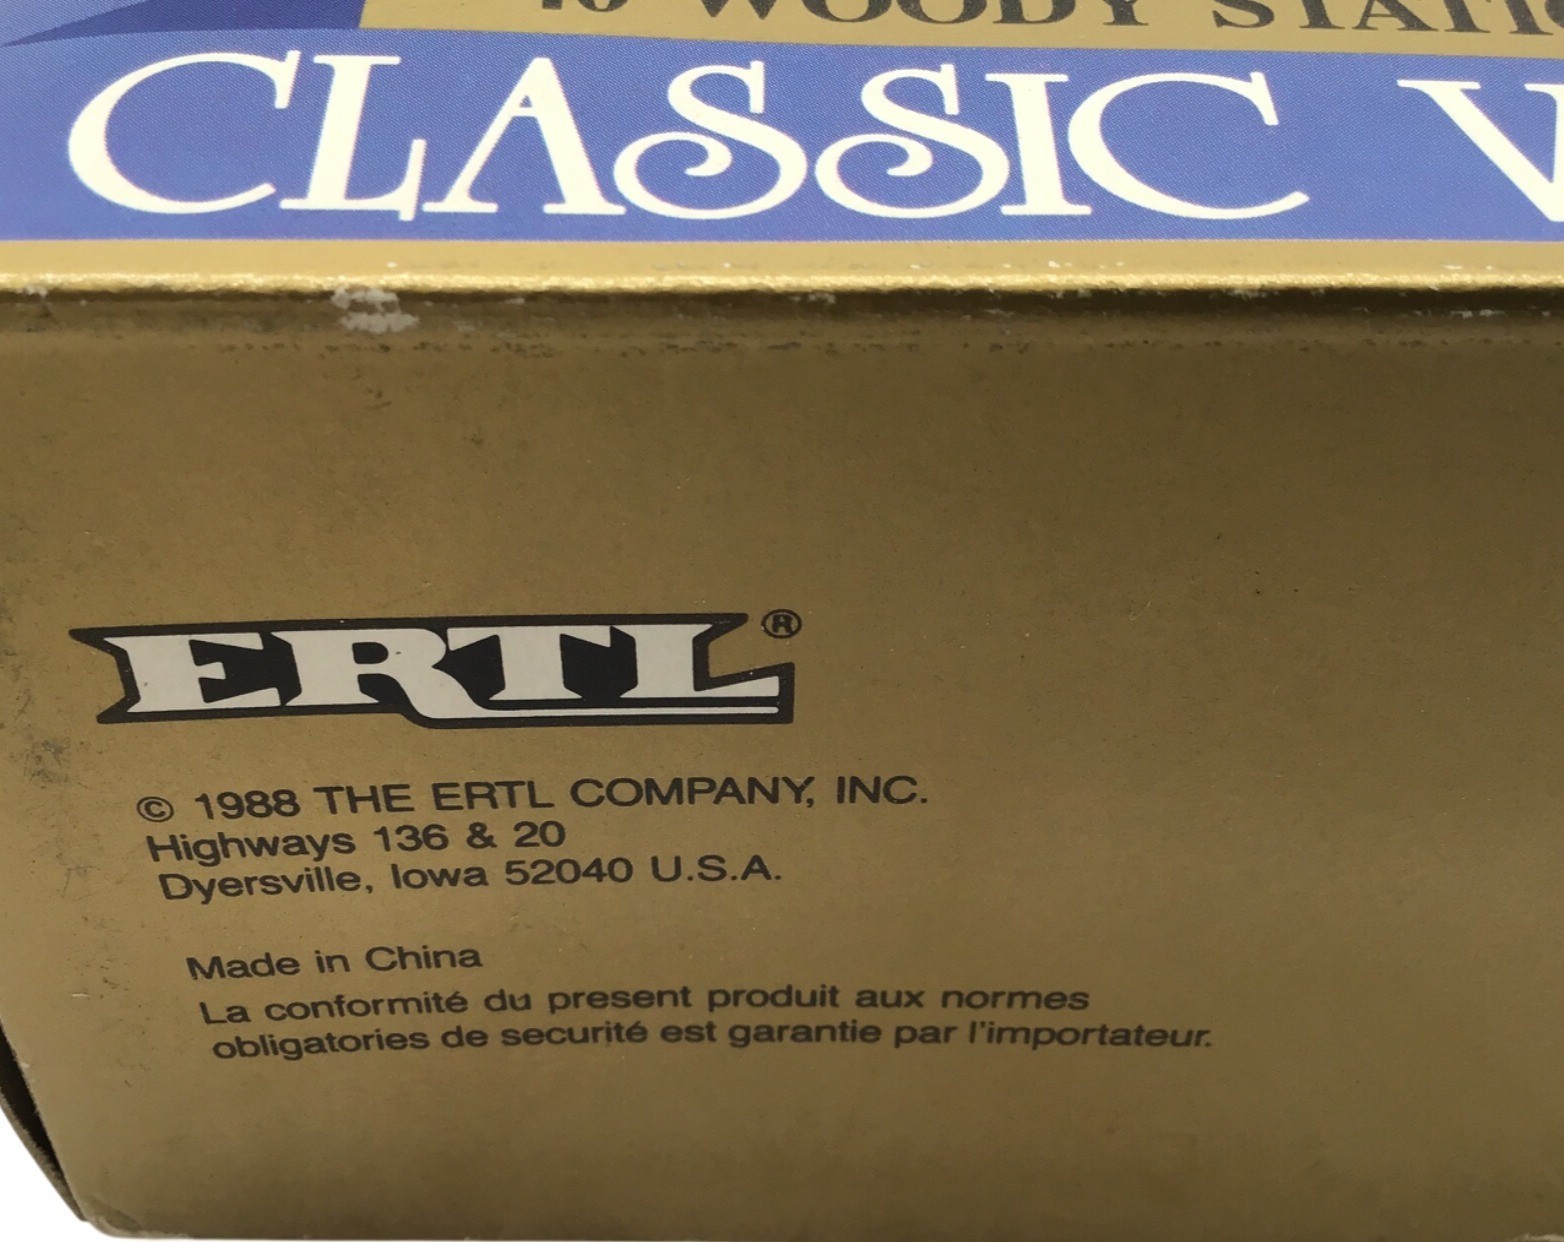 WOODY
CLASSIC
ERTL®
© 1988 THE ERTL COMPANY, INC.
Highways 136 & 20
Dyersville, Iowa 52040 U.S.A.
Made in China
La conformité du present produit aux normes
obligatories de securité est garantie par l'importateur.